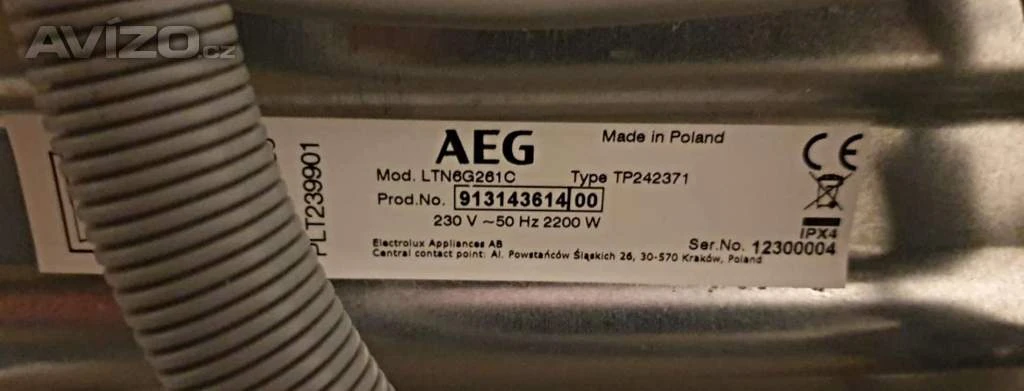 AVÍZO.cz
AEG
Made in Poland
CE
Mod. LTN6G261C Type TP242371
Prod.No. 913143614 00
230 V ~50 Hz 2200 W
IPX4
Electrolux Appliances AB
Ser.No. 12300004
Central contact point: Al. Powstańców Śląskich 26, 30-570 Kraków, Poland
PLT239901